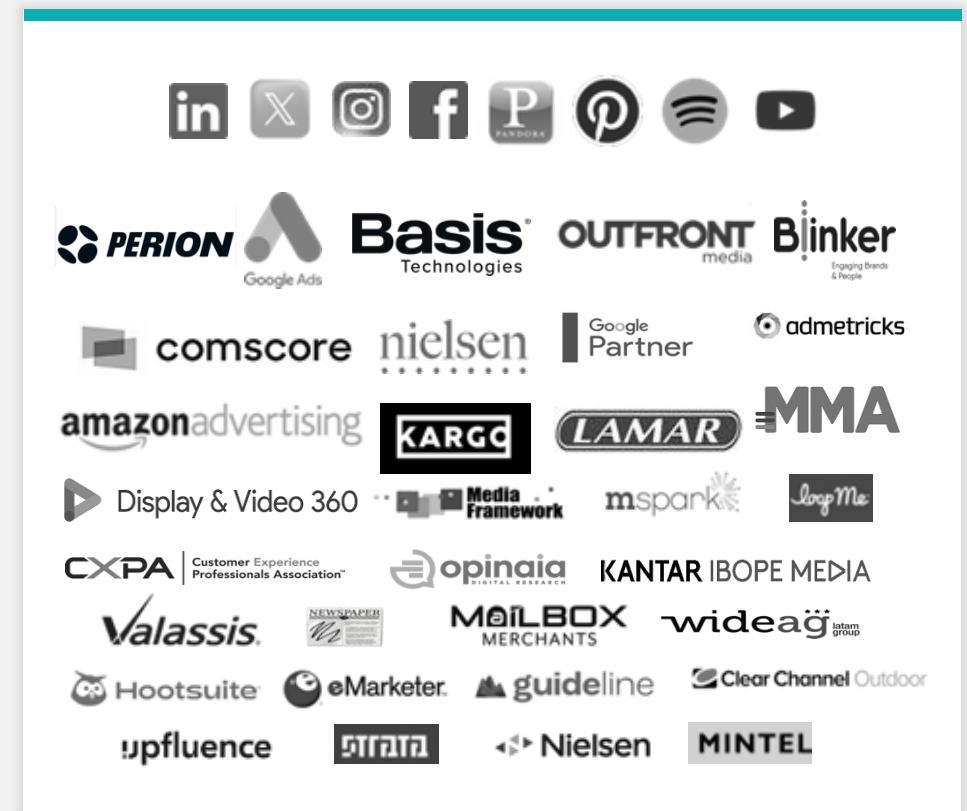 in
X
f
P
PANDORA
PERION
Google Ads
Basis®
Technologies
OUTFRONT
media
Blinker
Engaging Brands
& People
comscore
nielsen
Google
Partner
admetricks
amazonadvertising
KARGO
LAMAR
MMA
Display & Video 360
Media
Framework
mspark
loopMe
CXPA
Customer Experience
Professionals Association™
opinaia
DIGITAL RESEARCH
KANTAR IBOPE MEDIA
Valassis.
NEWSPAPER
MaiLBOX
MERCHANTS
wideag
latam
group
Hootsuite
eMarketer.
guideline
Clear Channel Outdoor
upfluence
STRATA
Nielsen
MINTEL